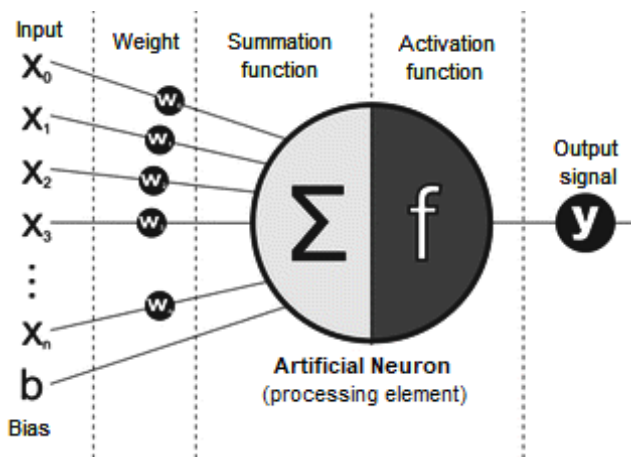 Input
Weight
Summation
function
Activation
function
X₀
X₁
X₂
X₃
⋮
Xₙ
b
Bias
w
w
w
w
w
Σ
f
Output
signal
y
Artificial Neuron
(processing element)